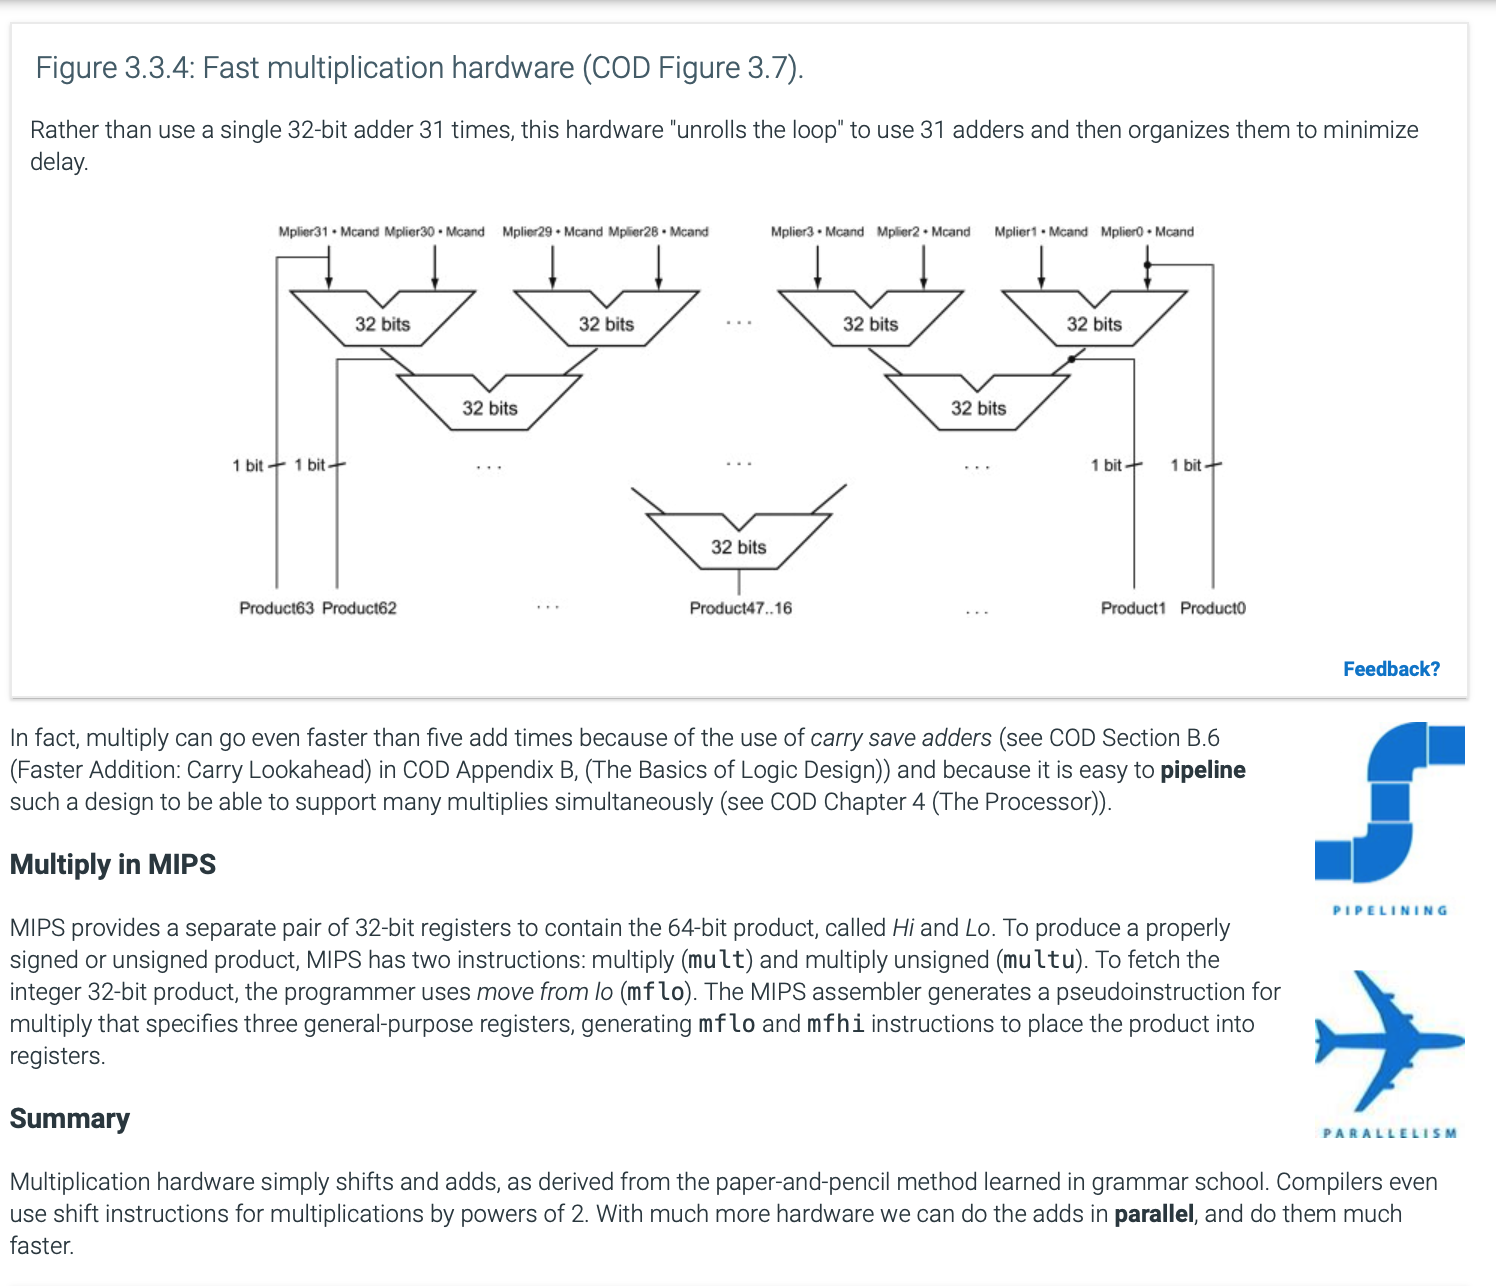 Figure 3.3.4: Fast multiplication hardware (COD Figure 3.7).
Rather than use a single 32-bit adder 31 times, this hardware "unrolls the loop" to use 31 adders and then organizes them to minimize
delay.
Mplier31 • Mcand Mplier30 • Mcand Mplier29 • Mcand Mplier28 • Mcand Mplier3 • Mcand Mplier2 • Mcand Mplier1 • Mcand Mplier0 • Mcand
32 bits 32 bits . . . 32 bits 32 bits
32 bits 32 bits
1 bit 1 bit . . . . . . . . . 1 bit 1 bit
32 bits
Product63 Product62 . . . Product47..16 . . . Product1 Product0
Feedback?
In fact, multiply can go even faster than five add times because of the use of carry save adders (see COD Section B.6
(Faster Addition: Carry Lookahead) in COD Appendix B, (The Basics of Logic Design)) and because it is easy to pipeline
such a design to be able to support many multiplies simultaneously (see COD Chapter 4 (The Processor)).
PIPELINING
Multiply in MIPS
MIPS provides a separate pair of 32-bit registers to contain the 64-bit product, called Hi and Lo. To produce a properly
signed or unsigned product, MIPS has two instructions: multiply (mult) and multiply unsigned (multu). To fetch the
integer 32-bit product, the programmer uses move from lo (mflo). The MIPS assembler generates a pseudoinstruction for
multiply that specifies three general-purpose registers, generating mflo and mfhi instructions to place the product into
registers.
PARALLELISM
Summary
Multiplication hardware simply shifts and adds, as derived from the paper-and-pencil method learned in grammar school. Compilers even
use shift instructions for multiplications by powers of 2. With much more hardware we can do the adds in parallel, and do them much
faster.